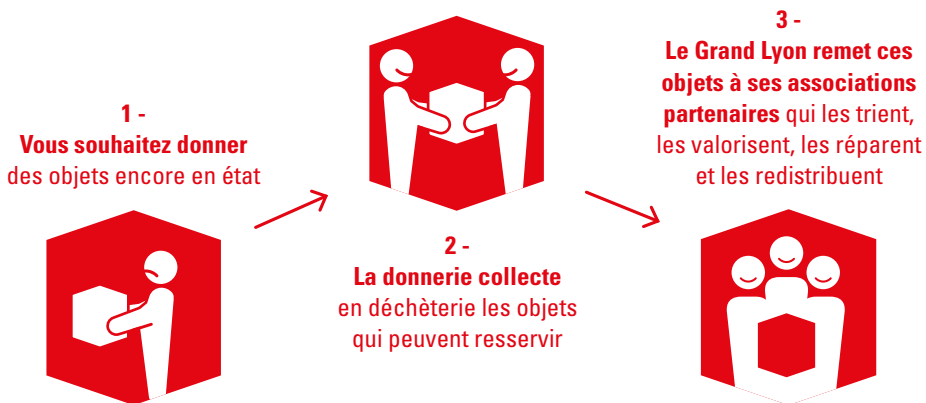 1 -
Vous souhaitez donner
des objets encore en état
2 -
La donnerie collecte
en déchèterie les objets
qui peuvent resservir
3 -
Le Grand Lyon remet ces
objets à ses associations
partenaires qui les trient,
les valorisent, les réparent
et les redistribuent